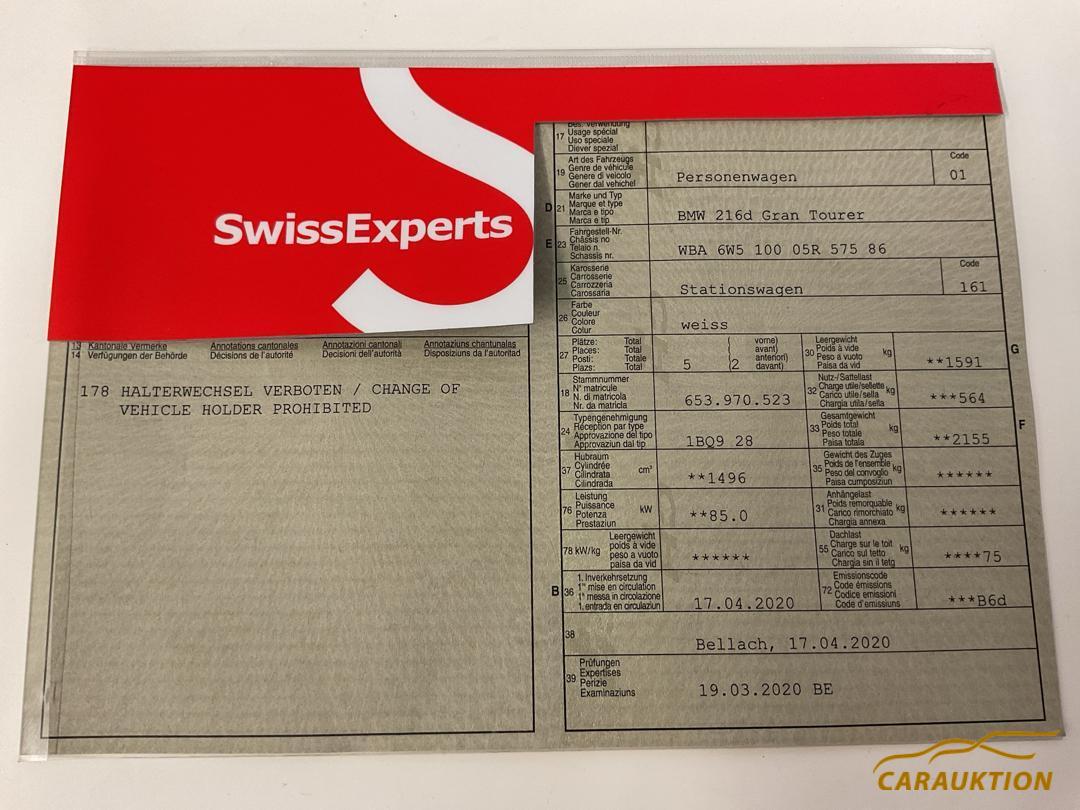 SwissExperts
13 Kantonale Vermerke Annotations cantonales Annotazioni cantonali Annotaziuns chantunalas
14 Verfügungen der Behörde Décisions de l'autorité Decisioni dell'autorità Disposiziuns da l'autoritad
178 HALTERWECHSEL VERBOTEN / CHANGE OF
VEHICLE HOLDER PROHIBITED
17 Bes. Verwendung
Usage spécial
Uso speciale
Diever spezial
19 Art des Fahrzeugs
Genre de véhicule
Genere di veicolo
Gener dal vehichel
Personenwagen
Code
01
D 21 Marke und Typ
Marque et type
Marca e tipo
Marca e tip
BMW 216d Gran Tourer
E 23 Fahrgestell-Nr.
Châssis no
Telaio n.
Schassis nr.
WBA 6W5 100 05R 575 86
25 Karosserie
Carrosserie
Carrozzeria
Carossaria
Stationswagen
Code
161
26 Farbe
Couleur
Colore
Colur
weiss
27 Plätze: Total ( vorne)
Places: Total avant)
Posti: Totale anteriori)
Plazs: Total davant)
5 (2
30 Leergewicht
Poids à vide kg
Peso a vuoto
Paisa da vid
**1591
G
18 Stammnummer
N° matricule
N. di matricola
Nr. da matricla
653.970.523
32 Nutz-/Sattellast
Charge utile/sellette kg
Carico utile/sella
Chargia utila/sella
***564
24 Typengenehmigung
Réception par type
Approvazione del tipo
Approvaziun dal tip
1BQ9 28
33 Gesamtgewicht
Poids total kg
Peso totale
Paisa totala
**2155
F
37 Hubraum
Cylindrée cm³
Cilindrata
Cilindrada
**1496
35 Gewicht des Zuges
Poids de l'ensemble kg
Peso del convoglio
Paisa cumposiziun
******
76 Leistung
Puissance kW
Potenza
Prestaziun
**85.0
31 Anhängelast
Poids remorquable kg
Carico rimorchiato
Chargia annexa
******
78 kW/kg Leergewicht
poids à vide
peso a vuoto
paisa da vid
******
55 Dachlast
Charge sur le toit kg
Carico sul tetto
Chargia sin il tetg
****75
B 36 1. Inverkehrsetzung
1re mise en circulation
1a messa in circolazione
1. entrada en circulaziun
17.04.2020
72 Emissionscode
Code émissions
Codice emissioni
Code d'emissiuns
***B6d
38
Bellach, 17.04.2020
39 Prüfungen
Expertises
Perizie
Examinaziuns
19.03.2020 BE
CARAUKTION